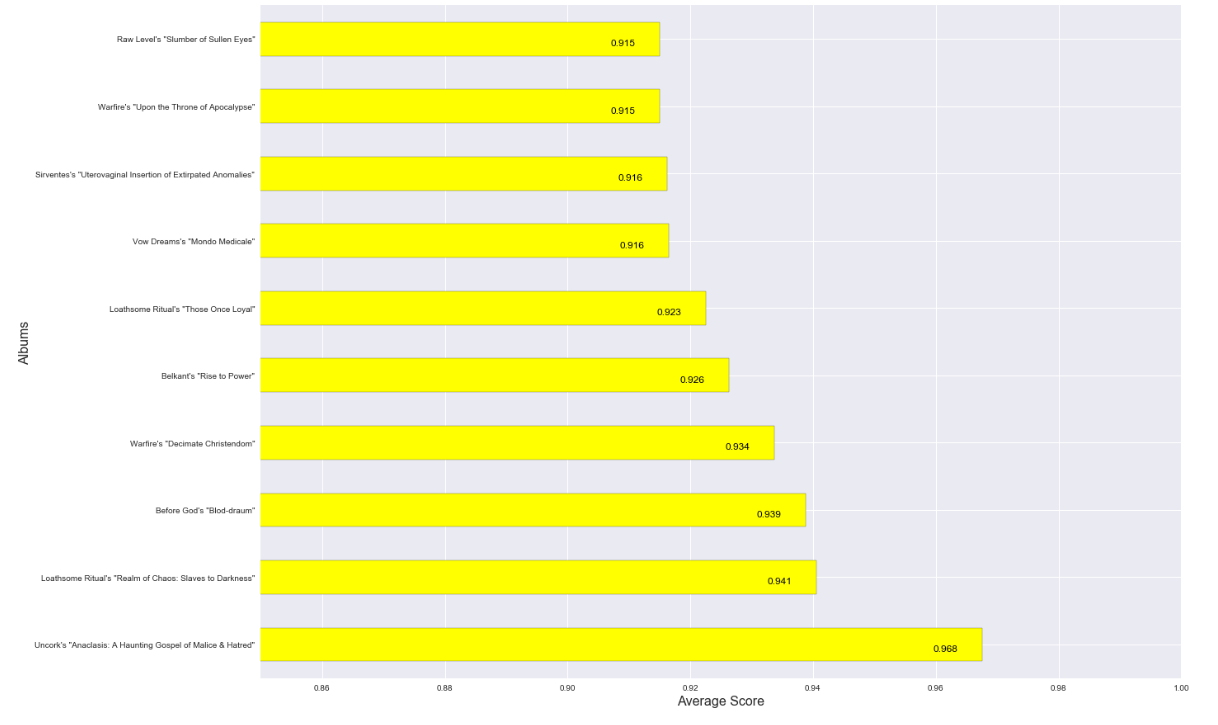 Raw Level's "Slumber of Sullen Eyes"
0.915
Warfire's "Upon the Throne of Apocalypse"
0.915
Sirventes's "Uterovaginal Insertion of Extirpated Anomalies"
0.916
Vow Dreams's "Mondo Medicale"
0.916
Loathsome Ritual's "Those Once Loyal"
0.923
Albums
Belkant's "Rise to Power"
0.926
Warfire's "Decimate Christendom"
0.934
Before God's "Blod-draum"
0.939
Loathsome Ritual's "Realm of Chaos: Slaves to Darkness"
0.941
Uncork's "Anaclasis: A Haunting Gospel of Malice & Hatred"
0.968
0.86 0.88 0.90 0.92 0.94 0.96 0.98 1.00
Average Score